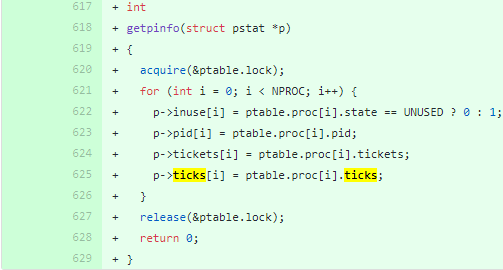 617 + int
618 + getpinfo(struct pstat *p)
619 + {
620 + acquire(&ptable.lock);
621 + for (int i = 0; i < NPROC; i++) {
622 + p->inuse[i] = ptable.proc[i].state == UNUSED ? 0 : 1;
623 + p->pid[i] = ptable.proc[i].pid;
624 + p->tickets[i] = ptable.proc[i].tickets;
625 + p->ticks[i] = ptable.proc[i].ticks;
626 + }
627 + release(&ptable.lock);
628 + return 0;
629 + }